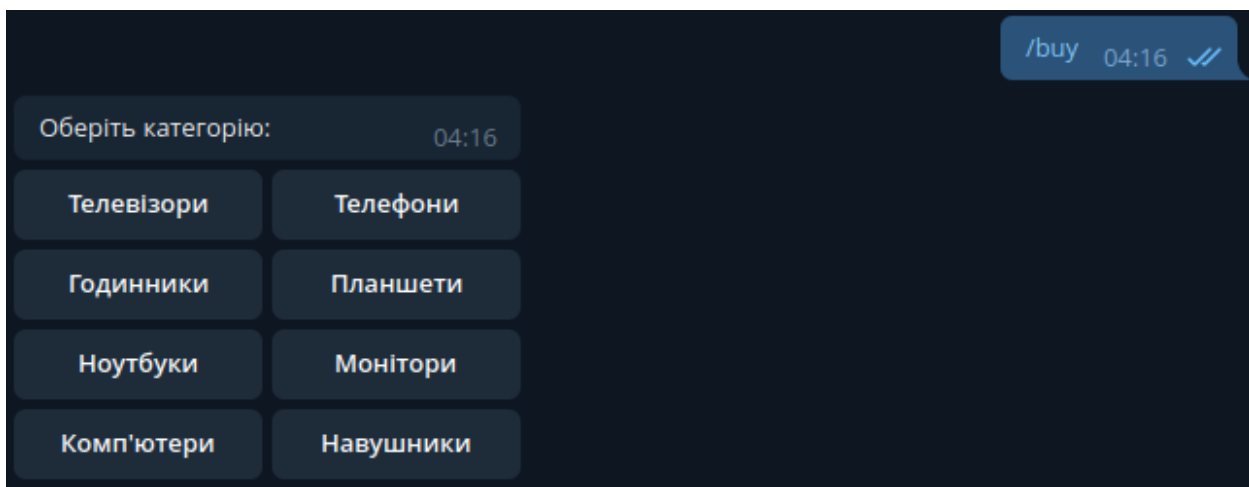 /buy 04:16
Оберіть категорію: 04:16
Телевізори Телефони
Годинники Планшети
Ноутбуки Монітори
Комп'ютери Навушники